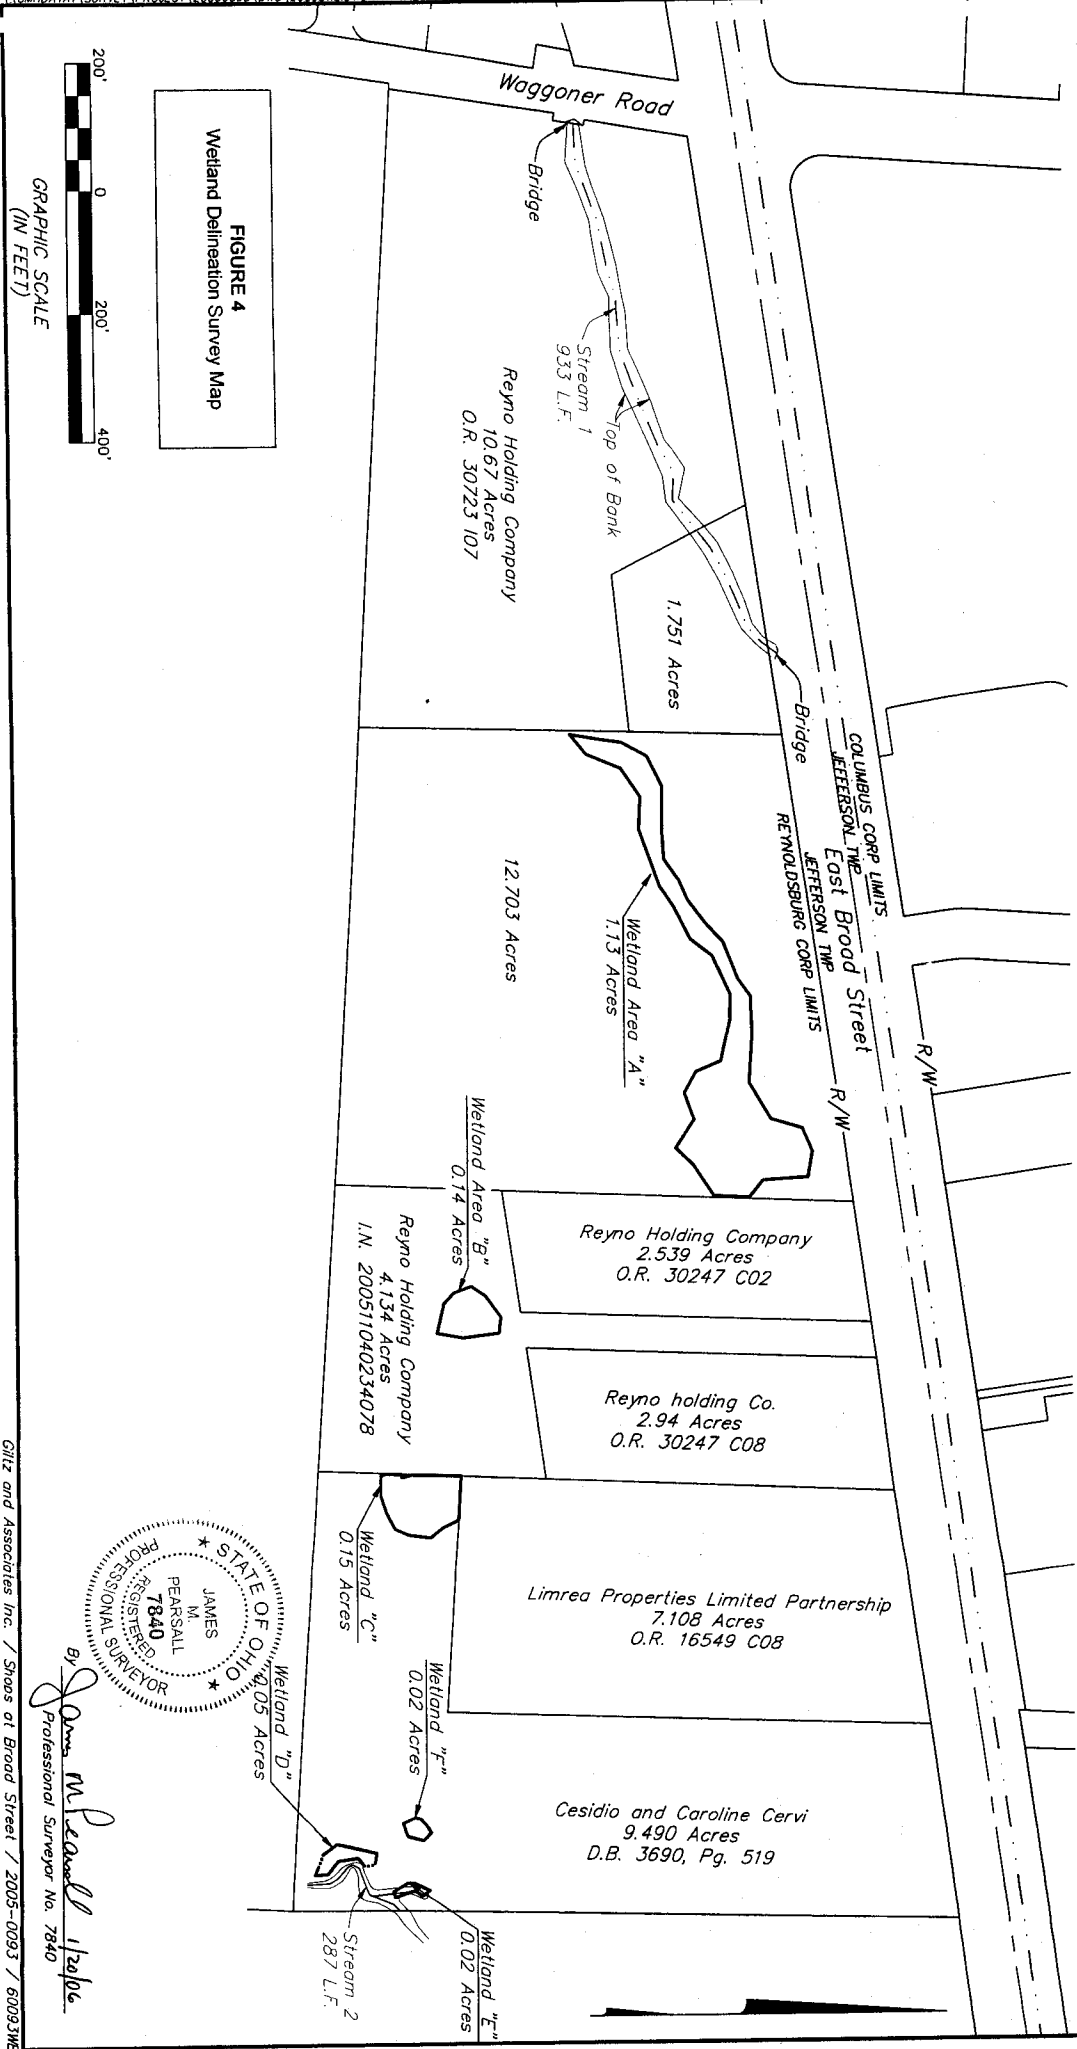 Waggoner Road
Bridge
Stream 1
933 L.F.
Top of Bank
Reyno Holding Company
10.67 Acres
O.R. 30723 I07
1.751 Acres
Bridge
COLUMBUS CORP LIMITS
JEFFERSON TWP
East Broad Street
JEFFERSON TWP
REYNOLDSBURG CORP LIMITS
R/W
R/W
12.703 Acres
Wetland Area "A"
1.13 Acres
Wetland Area "B"
0.14 Acres
Reyno Holding Company
2.539 Acres
O.R. 30247 C02
Reyno Holding Company
4.134 Acres
I.N. 200511040234078
Reyno holding Co.
2.94 Acres
O.R. 30247 C08
Wetland "C"
0.15 Acres
Limrea Properties Limited Partnership
7.108 Acres
O.R. 16549 C08
Wetland "F"
0.02 Acres
Wetland "D"
0.05 Acres
Cesidio and Caroline Cervi
9.490 Acres
D.B. 3690, Pg. 519
Wetland "E"
0.02 Acres
Stream 2
287 L.F.
FIGURE 4
Wetland Delineation Survey Map
200' 0 200' 400'
GRAPHIC SCALE
(IN FEET)
STATE OF OHIO
JAMES
M.
PEARSALL
7840
REGISTERED
PROFESSIONAL SURVEYOR
By James M Pearsall 1/20/06
Professional Surveyor No. 7840
Giltz and Associates Inc. / Shops at Broad Street / 2005-0093 / 60093WE